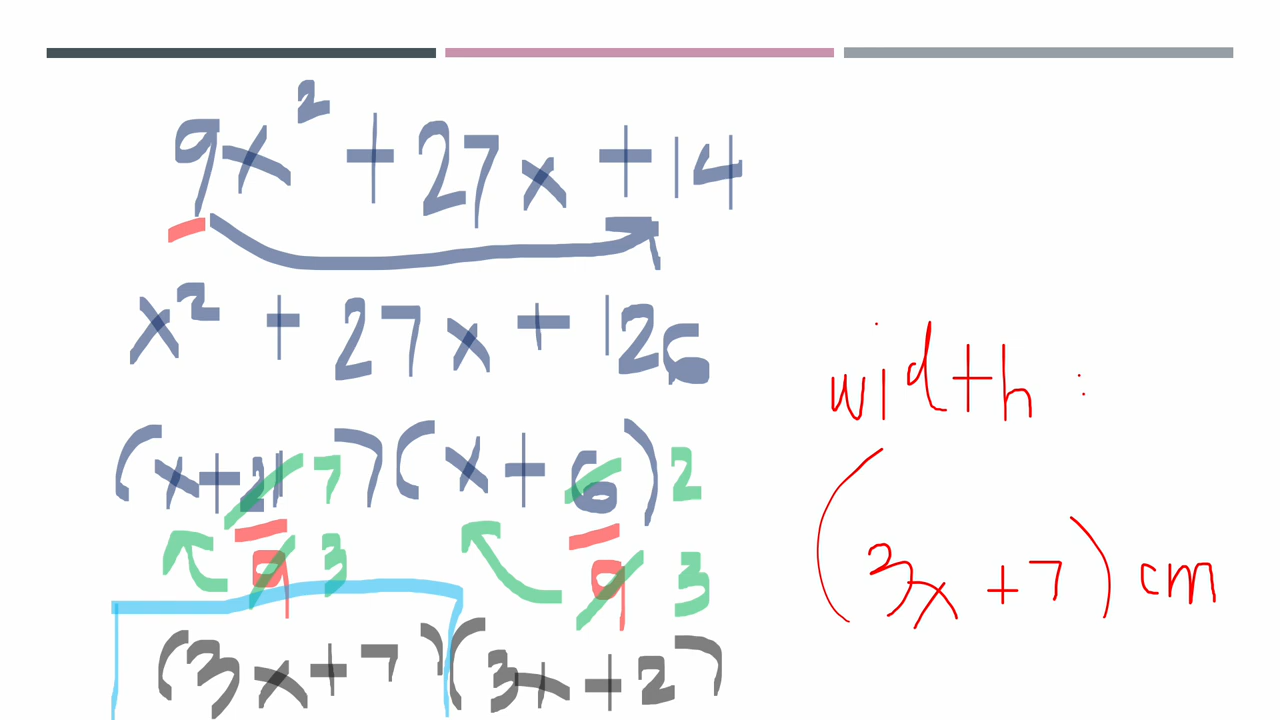 9x² + 27x + 14
x² + 27x + 126
(x + 21)(x + 6)
7 2
9 3 9 3
(3x + 7)(3x + 2)
width :
(3x + 7) cm